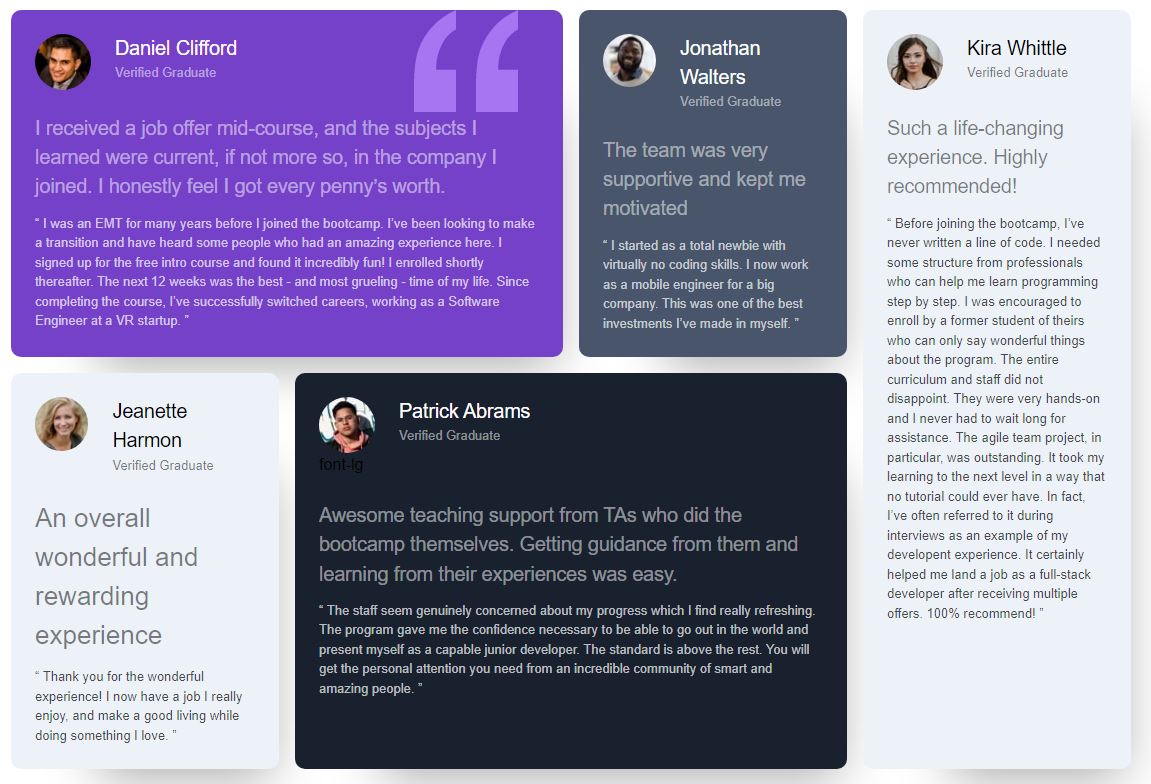 Daniel Clifford
Verified Graduate
I received a job offer mid-course, and the subjects I
learned were current, if not more so, in the company I
joined. I honestly feel I got every penny’s worth.
“ I was an EMT for many years before I joined the bootcamp. I’ve been looking to make
a transition and have heard some people who had an amazing experience here. I
signed up for the free intro course and found it incredibly fun! I enrolled shortly
thereafter. The next 12 weeks was the best - and most grueling - time of my life. Since
completing the course, I’ve successfully switched careers, working as a Software
Engineer at a VR startup. ”
Jonathan
Walters
Verified Graduate
The team was very
supportive and kept me
motivated
“ I started as a total newbie with
virtually no coding skills. I now work
as a mobile engineer for a big
company. This was one of the best
investments I’ve made in myself. ”
Kira Whittle
Verified Graduate
Such a life-changing
experience. Highly
recommended!
“ Before joining the bootcamp, I’ve
never written a line of code. I needed
some structure from professionals
who can help me learn programming
step by step. I was encouraged to
enroll by a former student of theirs
who can only say wonderful things
about the program. The entire
curriculum and staff did not
disappoint. They were very hands-on
and I never had to wait long for
assistance. The agile team project, in
particular, was outstanding. It took my
learning to the next level in a way that
no tutorial could ever have. In fact,
I’ve often referred to it during
interviews as an example of my
developent experience. It certainly
helped me land a job as a full-stack
developer after receiving multiple
offers. 100% recommend! ”
Jeanette
Harmon
Verified Graduate
An overall
wonderful and
rewarding
experience
“ Thank you for the wonderful
experience! I now have a job I really
enjoy, and make a good living while
doing something I love. ”
Patrick Abrams
Verified Graduate
font-lg
Awesome teaching support from TAs who did the
bootcamp themselves. Getting guidance from them and
learning from their experiences was easy.
“ The staff seem genuinely concerned about my progress which I find really refreshing.
The program gave me the confidence necessary to be able to go out in the world and
present myself as a capable junior developer. The standard is above the rest. You will
get the personal attention you need from an incredible community of smart and
amazing people. ”